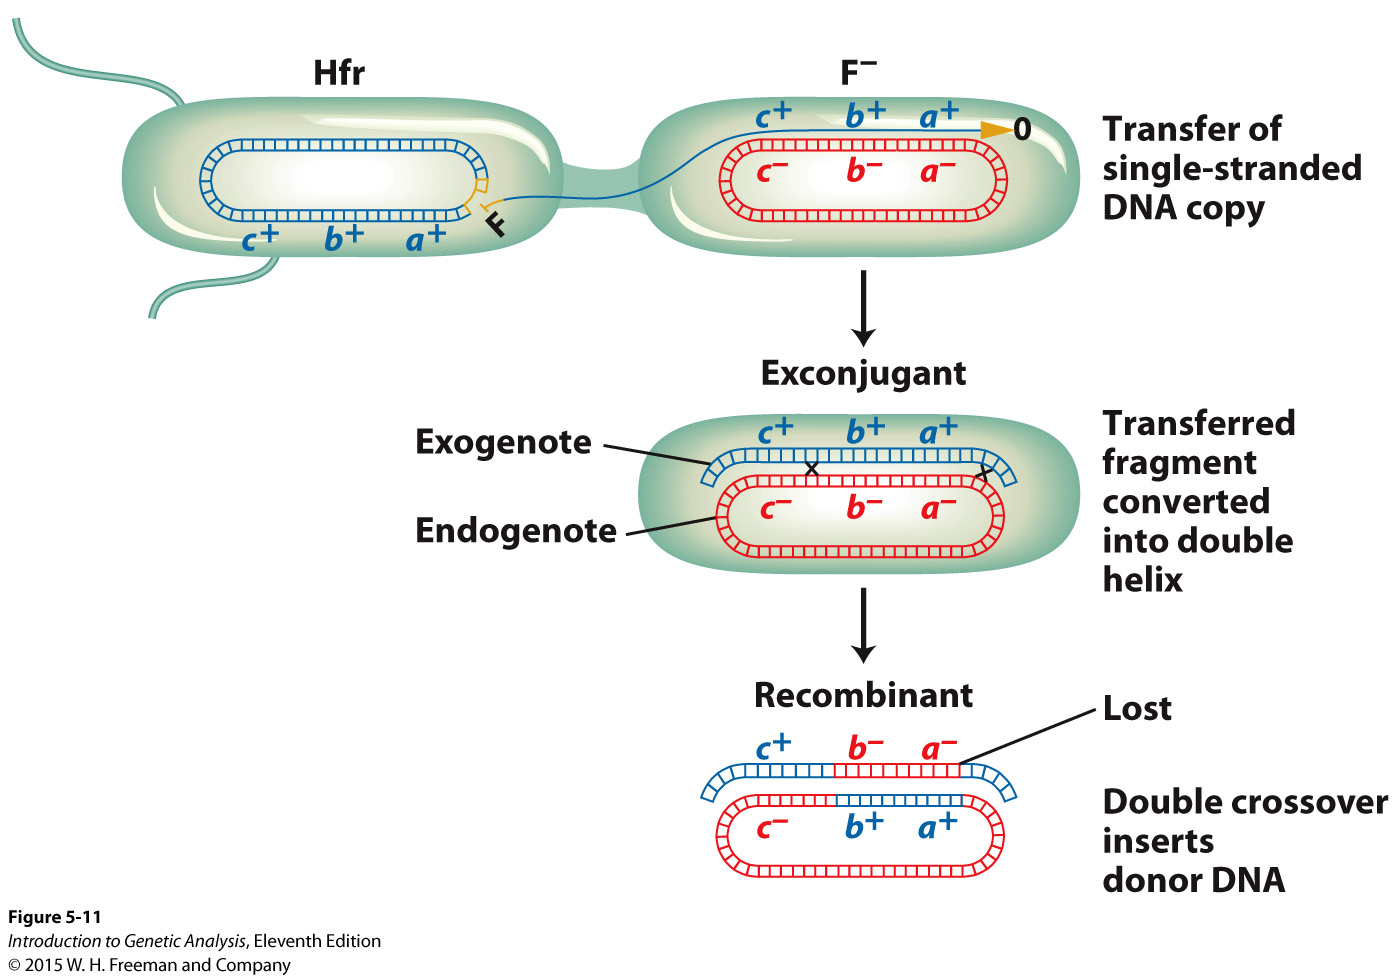 Hfr
F–
c+ b+ a+ 0
c– b– a–
F
c+ b+ a+
Transfer of
single-stranded
DNA copy
Exconjugant
c+ b+ a+
Exogenote
x x
c– b– a–
Endogenote
Transferred
fragment
converted
into double
helix
Recombinant
Lost
c+ b– a–
c– b+ a+
Double crossover
inserts
donor DNA
Figure 5-11
Introduction to Genetic Analysis, Eleventh Edition
© 2015 W. H. Freeman and Company